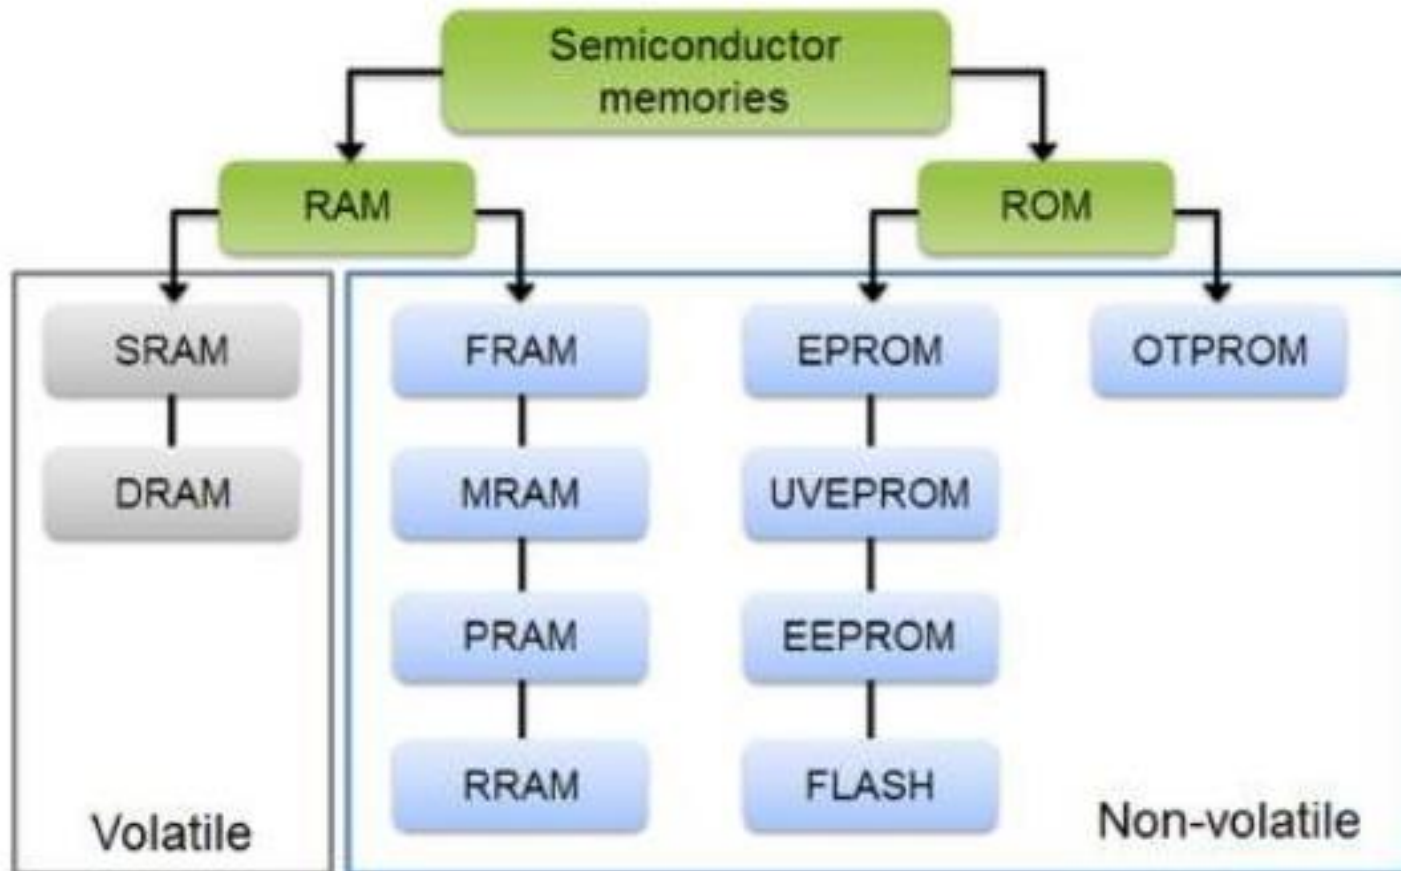 Semiconductor
memories
RAM
ROM
SRAM
FRAM
EPROM
OTPROM
DRAM
MRAM
UVEPROM
PRAM
EEPROM
RRAM
FLASH
Volatile
Non-volatile